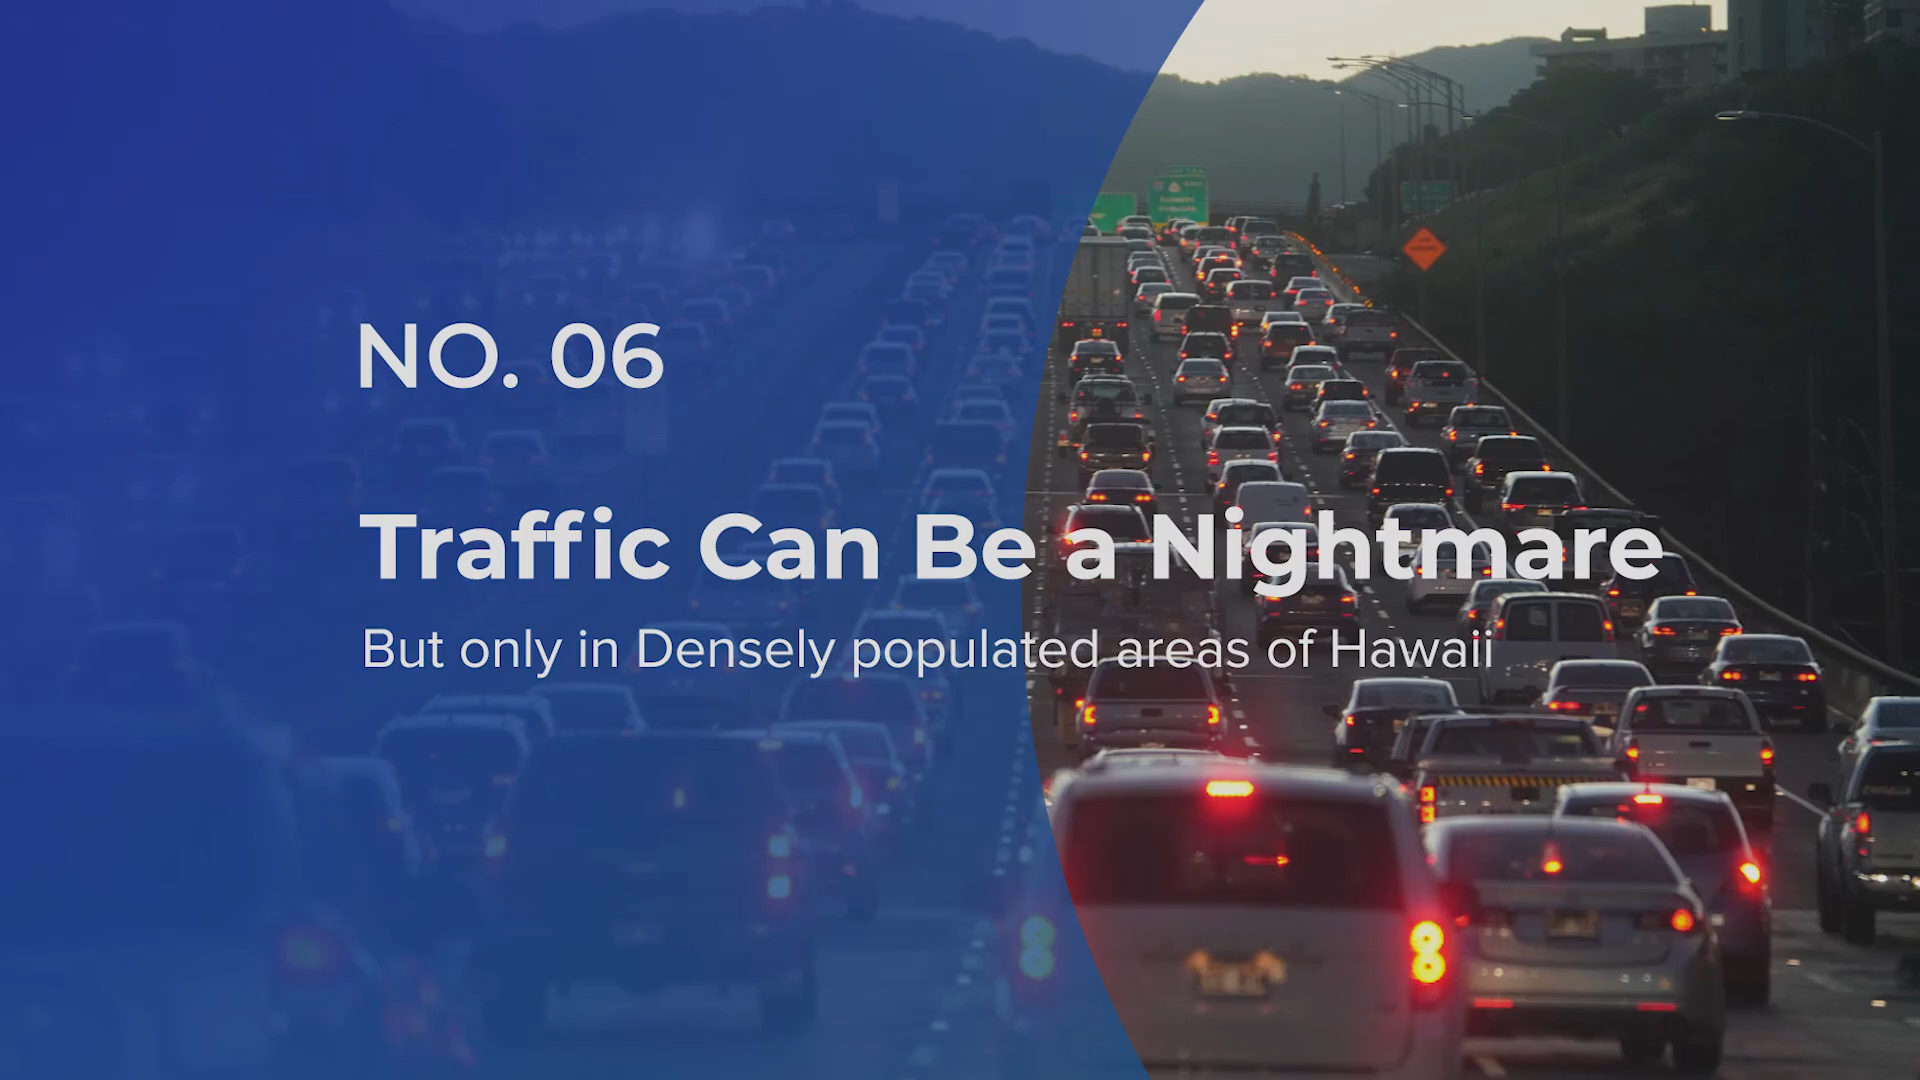 NO. 06
Traffic Can Be a Nightmare
But only in Densely populated areas of Hawaii